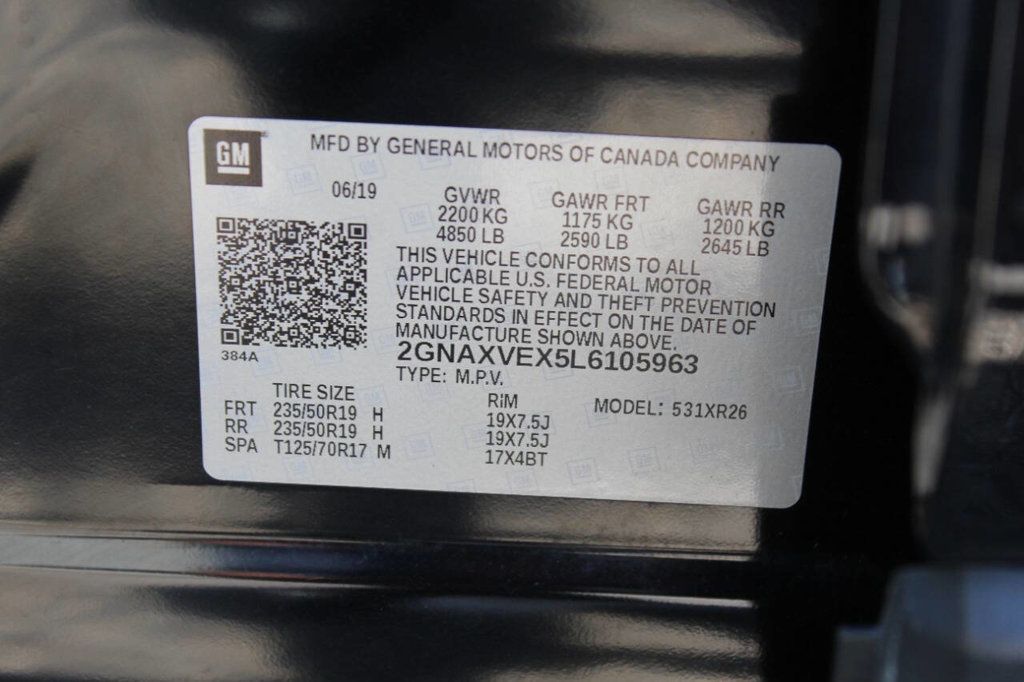 GM
MFD BY GENERAL MOTORS OF CANADA COMPANY
06/19
GVWR GAWR FRT GAWR RR
2200 KG 1175 KG 1200 KG
4850 LB 2590 LB 2645 LB
THIS VEHICLE CONFORMS TO ALL
APPLICABLE U.S. FEDERAL MOTOR
VEHICLE SAFETY AND THEFT PREVENTION
STANDARDS IN EFFECT ON THE DATE OF
MANUFACTURE SHOWN ABOVE.
384A
2GNAXVEX5L6105963
TYPE: M.P.V.
TIRE SIZE RIM MODEL: 531XR26
FRT 235/50R19 H 19X7.5J
RR 235/50R19 H 19X7.5J
SPA T125/70R17 M 17X4BT